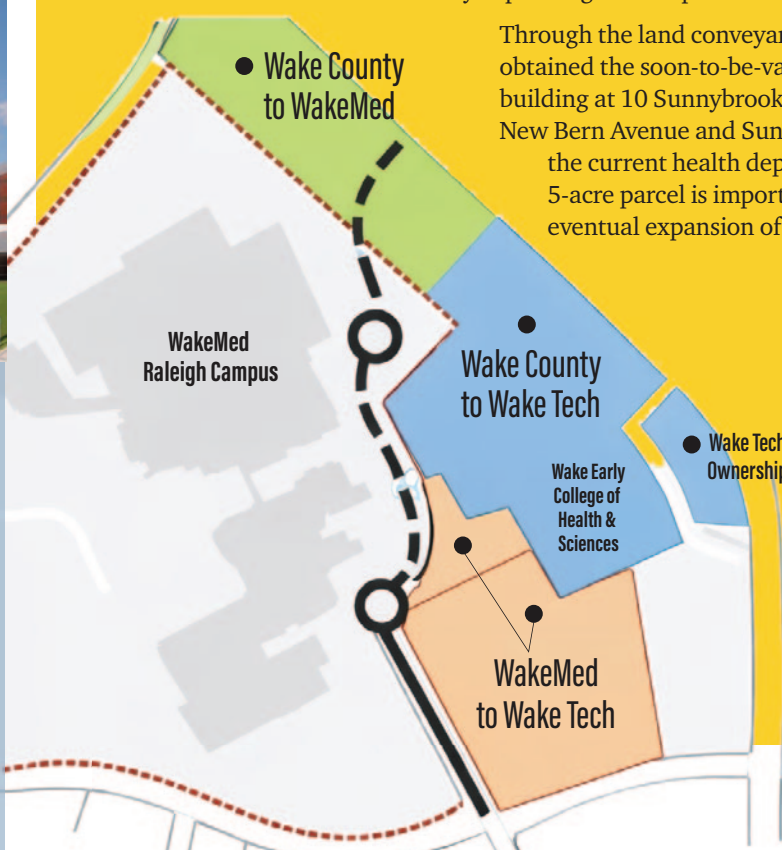 Through the land conveyan
obtained the soon-to-be-va
building at 10 Sunnybrook
New Bern Avenue and Sun
the current health dep
5-acre parcel is import
eventual expansion of
Wake County
to WakeMed
WakeMed
Raleigh Campus
Wake County
to Wake Tech
Wake Tech
Ownership
Wake Early
College of
Health &
Sciences
WakeMed
to Wake Tech